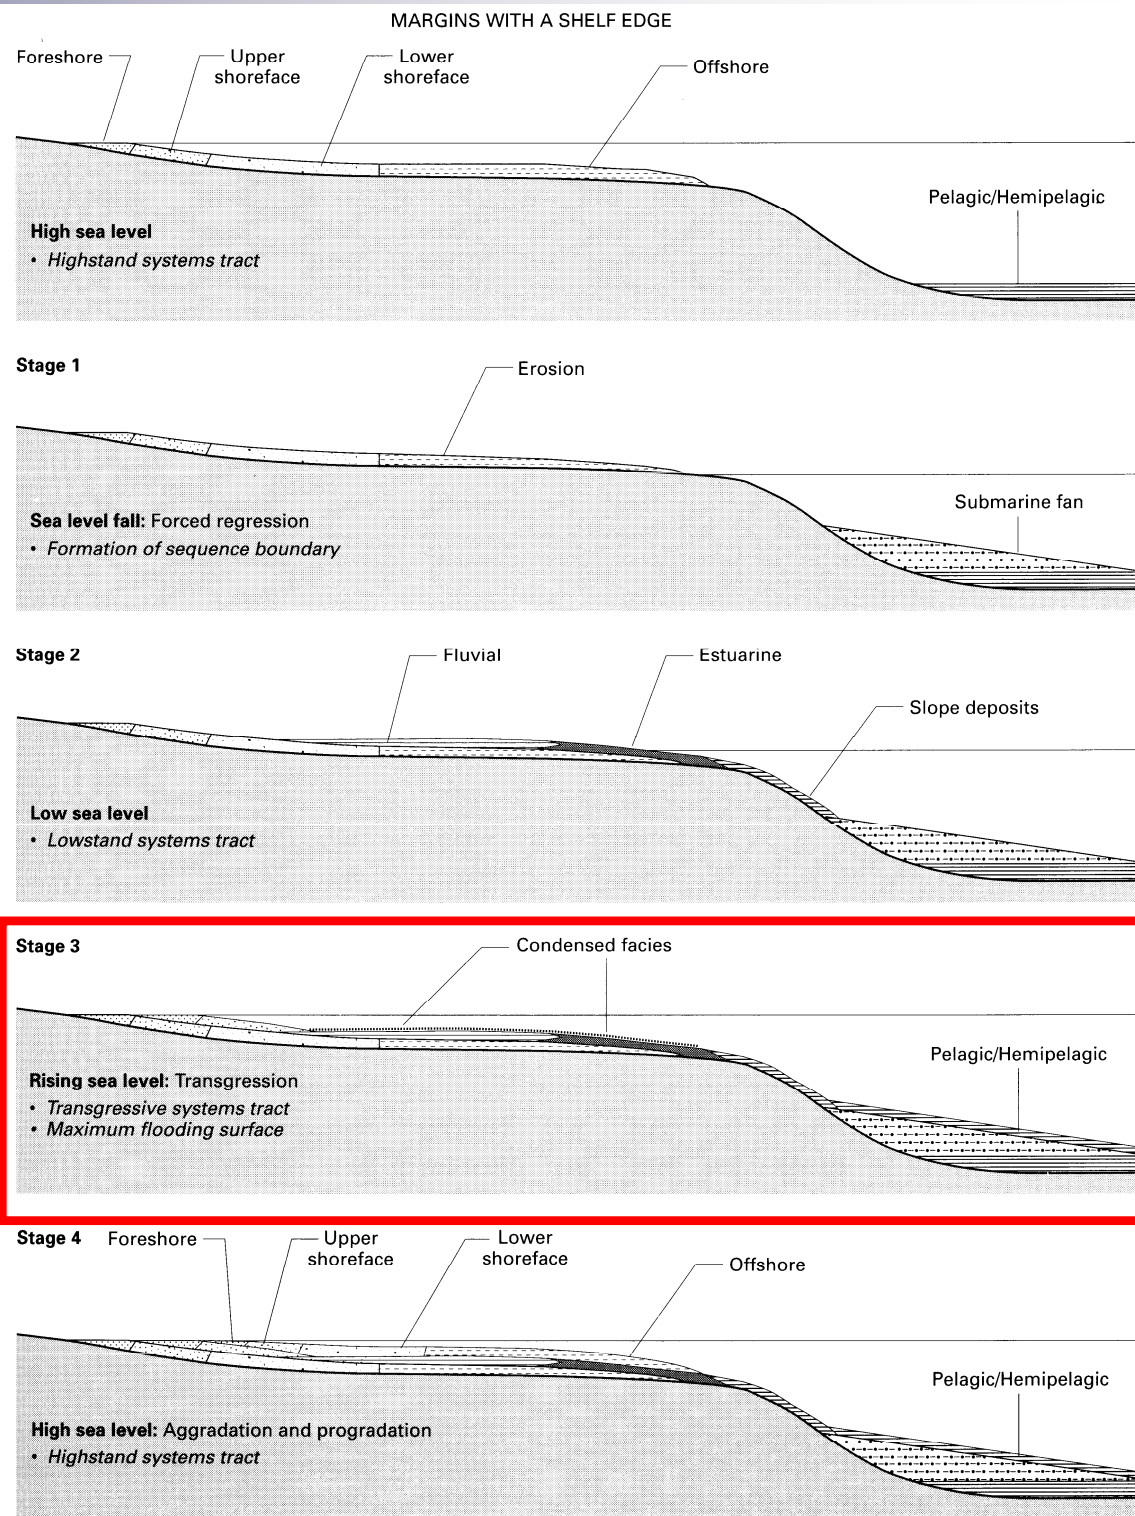 MARGINS WITH A SHELF EDGE
Foreshore
Upper
shoreface
Lower
shoreface
Offshore
Pelagic/Hemipelagic
High sea level
• Highstand systems tract
Stage 1
Erosion
Submarine fan
Sea level fall: Forced regression
• Formation of sequence boundary
Stage 2
Fluvial
Estuarine
Slope deposits
Low sea level
• Lowstand systems tract
Stage 3
Condensed facies
Pelagic/Hemipelagic
Rising sea level: Transgression
• Transgressive systems tract
• Maximum flooding surface
Stage 4
Foreshore
Upper
shoreface
Lower
shoreface
Offshore
Pelagic/Hemipelagic
High sea level: Aggradation and progradation
• Highstand systems tract